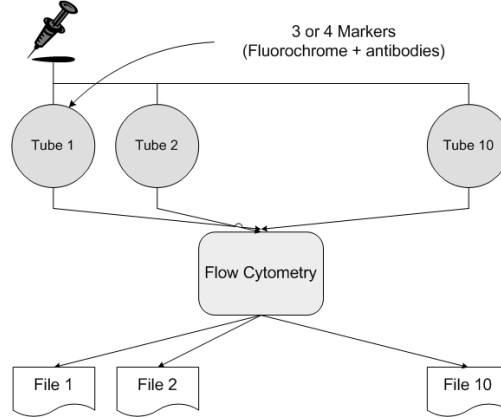 3 or 4 Markers
(Fluorochrome + antibodies)
Tube 1
Tube 2
Tube 10
Flow Cytometry
File 1
File 2
File 10